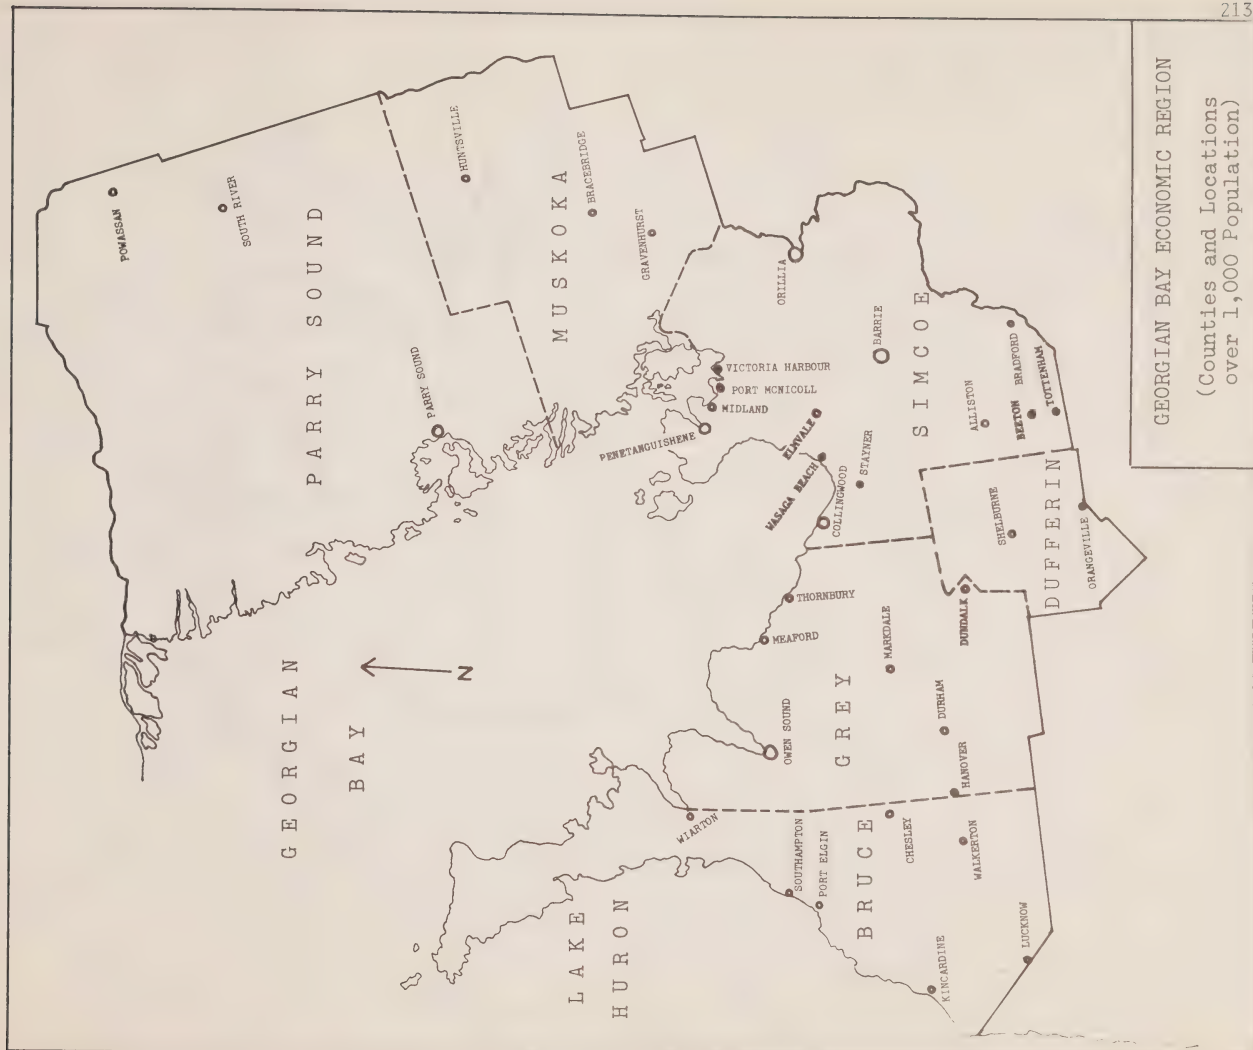 213
GEORGIAN BAY ECONOMIC REGION
(Counties and Locations
over 1,000 Population)
POWASSAN
SOUTH RIVER
PARRY SOUND
PARRY SOUND
HUNTSVILLE
MUSKOKA
BRACEBRIDGE
GRAVENHURST
GEORGIAN
BAY
N
LAKE
HURON
ORILLIA
VICTORIA HARBOUR
PORT MCNICOLL
MIDLAND
PENETANGUISHENE
BARRIE
SIMCOE
ELMVALE
WASAGA BEACH
STAYNER
COLLINGWOOD
ALLISTON
BRADFORD
BEETON
TOTTENHAM
SHELBURNE
DUFFERIN
ORANGEVILLE
THORNBURY
MEAFORD
MARKDALE
DUNDALK
GREY
OWEN SOUND
DURHAM
HANOVER
WIARTON
SOUTHAMPTON
PORT ELGIN
BRUCE
CHESLEY
WALKERTON
KINCARDINE
LUCKNOW